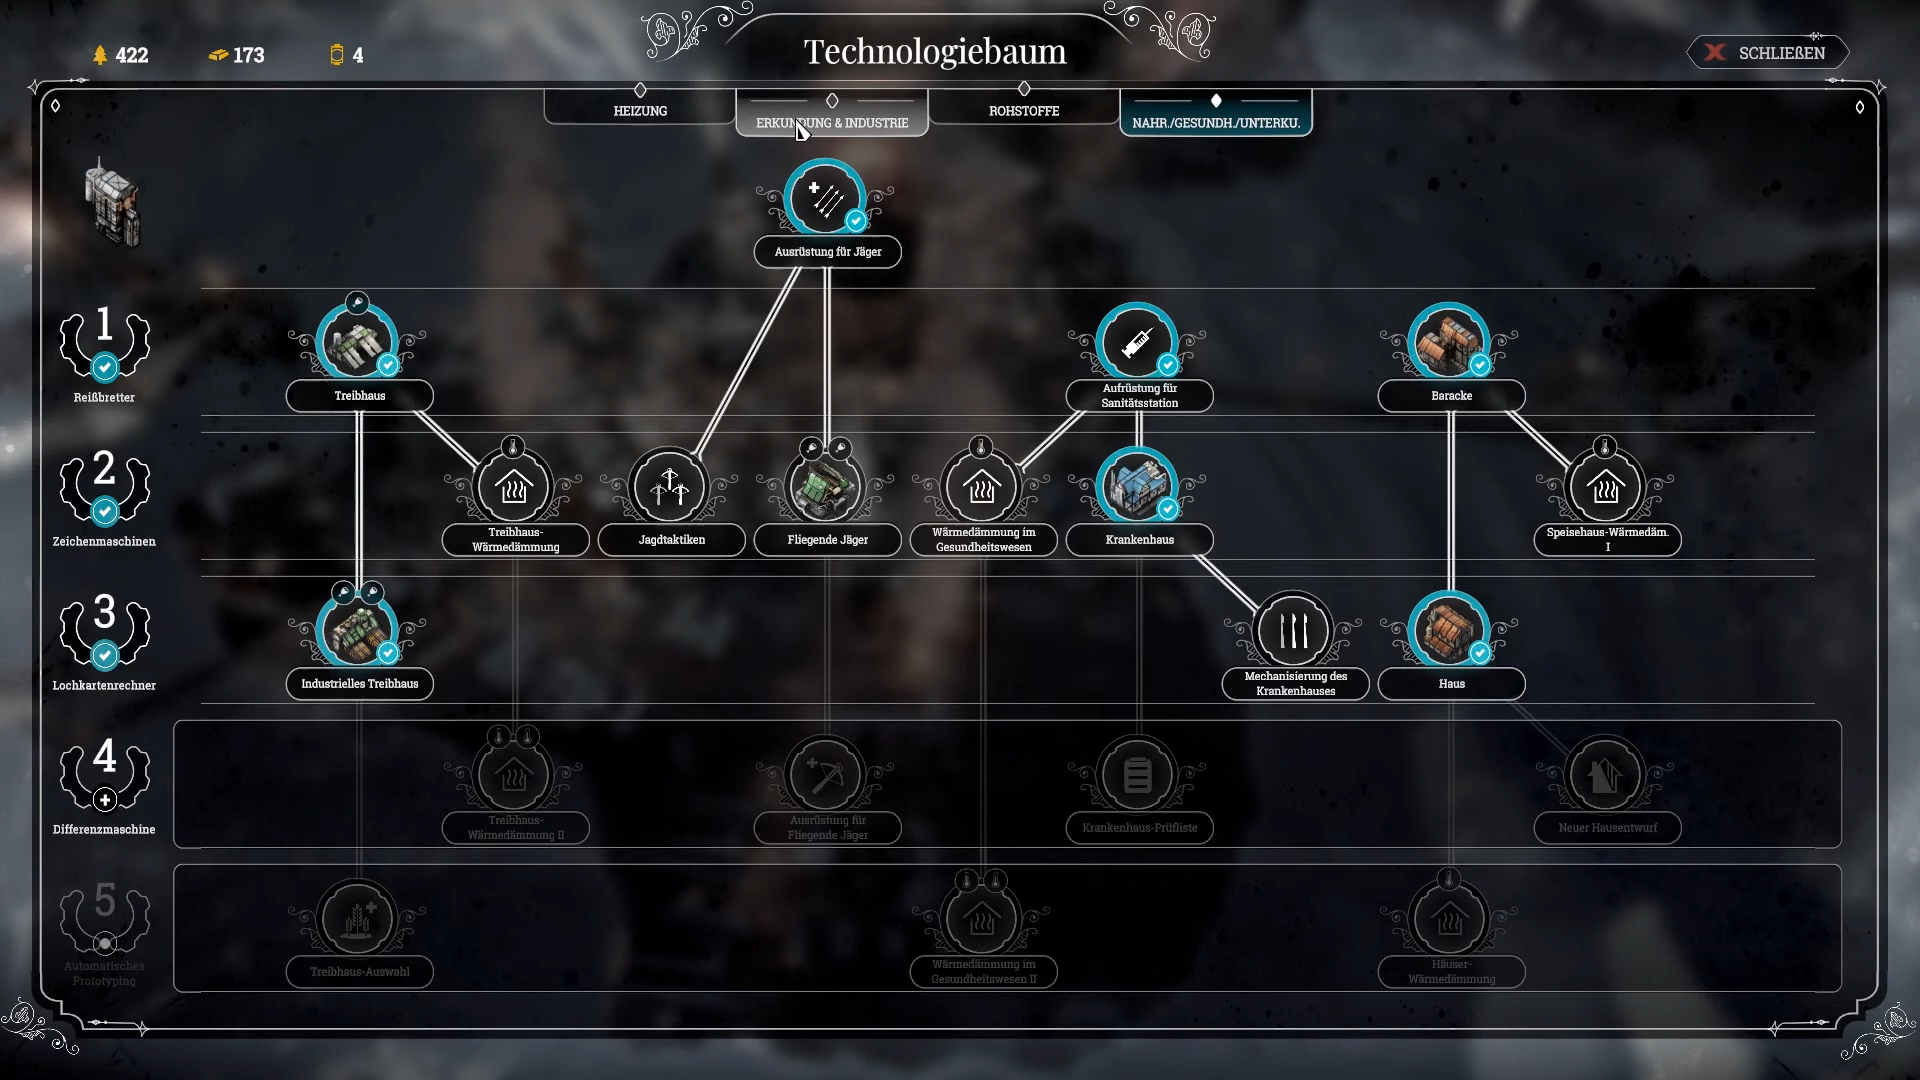 422
173
4
Technologiebaum
SCHLIEẞEN
HEIZUNG
ERKUNDUNG & INDUSTRIE
ROHSTOFFE
NAHR./GESUNDH./UNTERKU.
Ausrüstung für Jäger
1
Reißbretter
Treibhaus
Aufrüstung für
Sanitätsstation
Baracke
2
Zeichenmaschinen
Treibhaus-
Wärmedämmung
Jagdtaktiken
Fliegende Jäger
Wärmedämmung im
Gesundheitswesen
Krankenhaus
Speisehaus-Wärmedäm.
I
3
Lochkartenrechner
Industrielles Treibhaus
Mechanisierung des
Krankenhauses
Haus
4
Differenzmaschine
Treibhaus-
Wärmedämmung II
Ausrüstung für
Fliegende Jäger
Krankenhaus-Prüfliste
Neuer Hausentwurf
5
Automatisches
Prototyping
Treibhaus-Auswahl
Wärmedämmung im
Gesundheitswesen II
Häuser-
Wärmedämmung